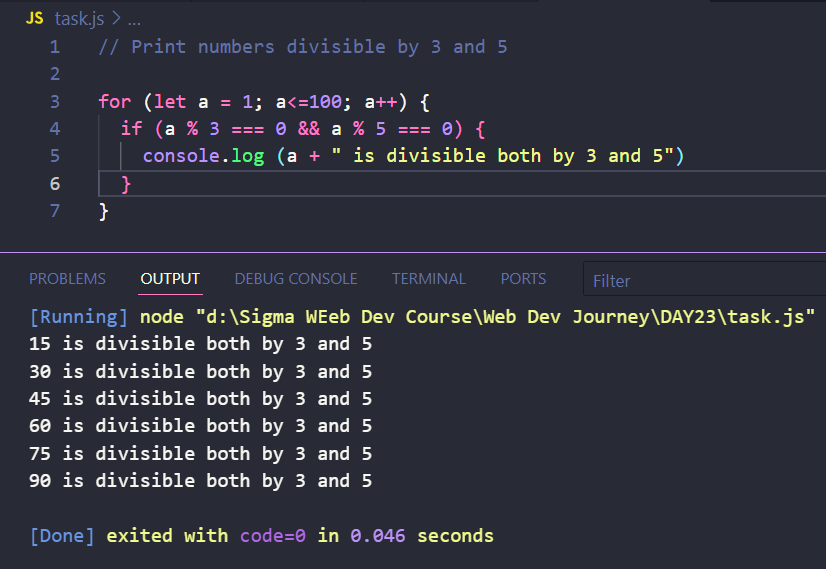 JS task.js > ...
1 // Print numbers divisible by 3 and 5
2
3 for (let a = 1; a<=100; a++) {
4   if (a % 3 === 0 && a % 5 === 0) {
5     console.log (a + " is divisible both by 3 and 5")
6   }
7 }
PROBLEMS OUTPUT DEBUG CONSOLE TERMINAL PORTS Filter
[Running] node "d:\Sigma WEeb Dev Course\Web Dev Journey\DAY23\task.js"
15 is divisible both by 3 and 5
30 is divisible both by 3 and 5
45 is divisible both by 3 and 5
60 is divisible both by 3 and 5
75 is divisible both by 3 and 5
90 is divisible both by 3 and 5
[Done] exited with code=0 in 0.046 seconds